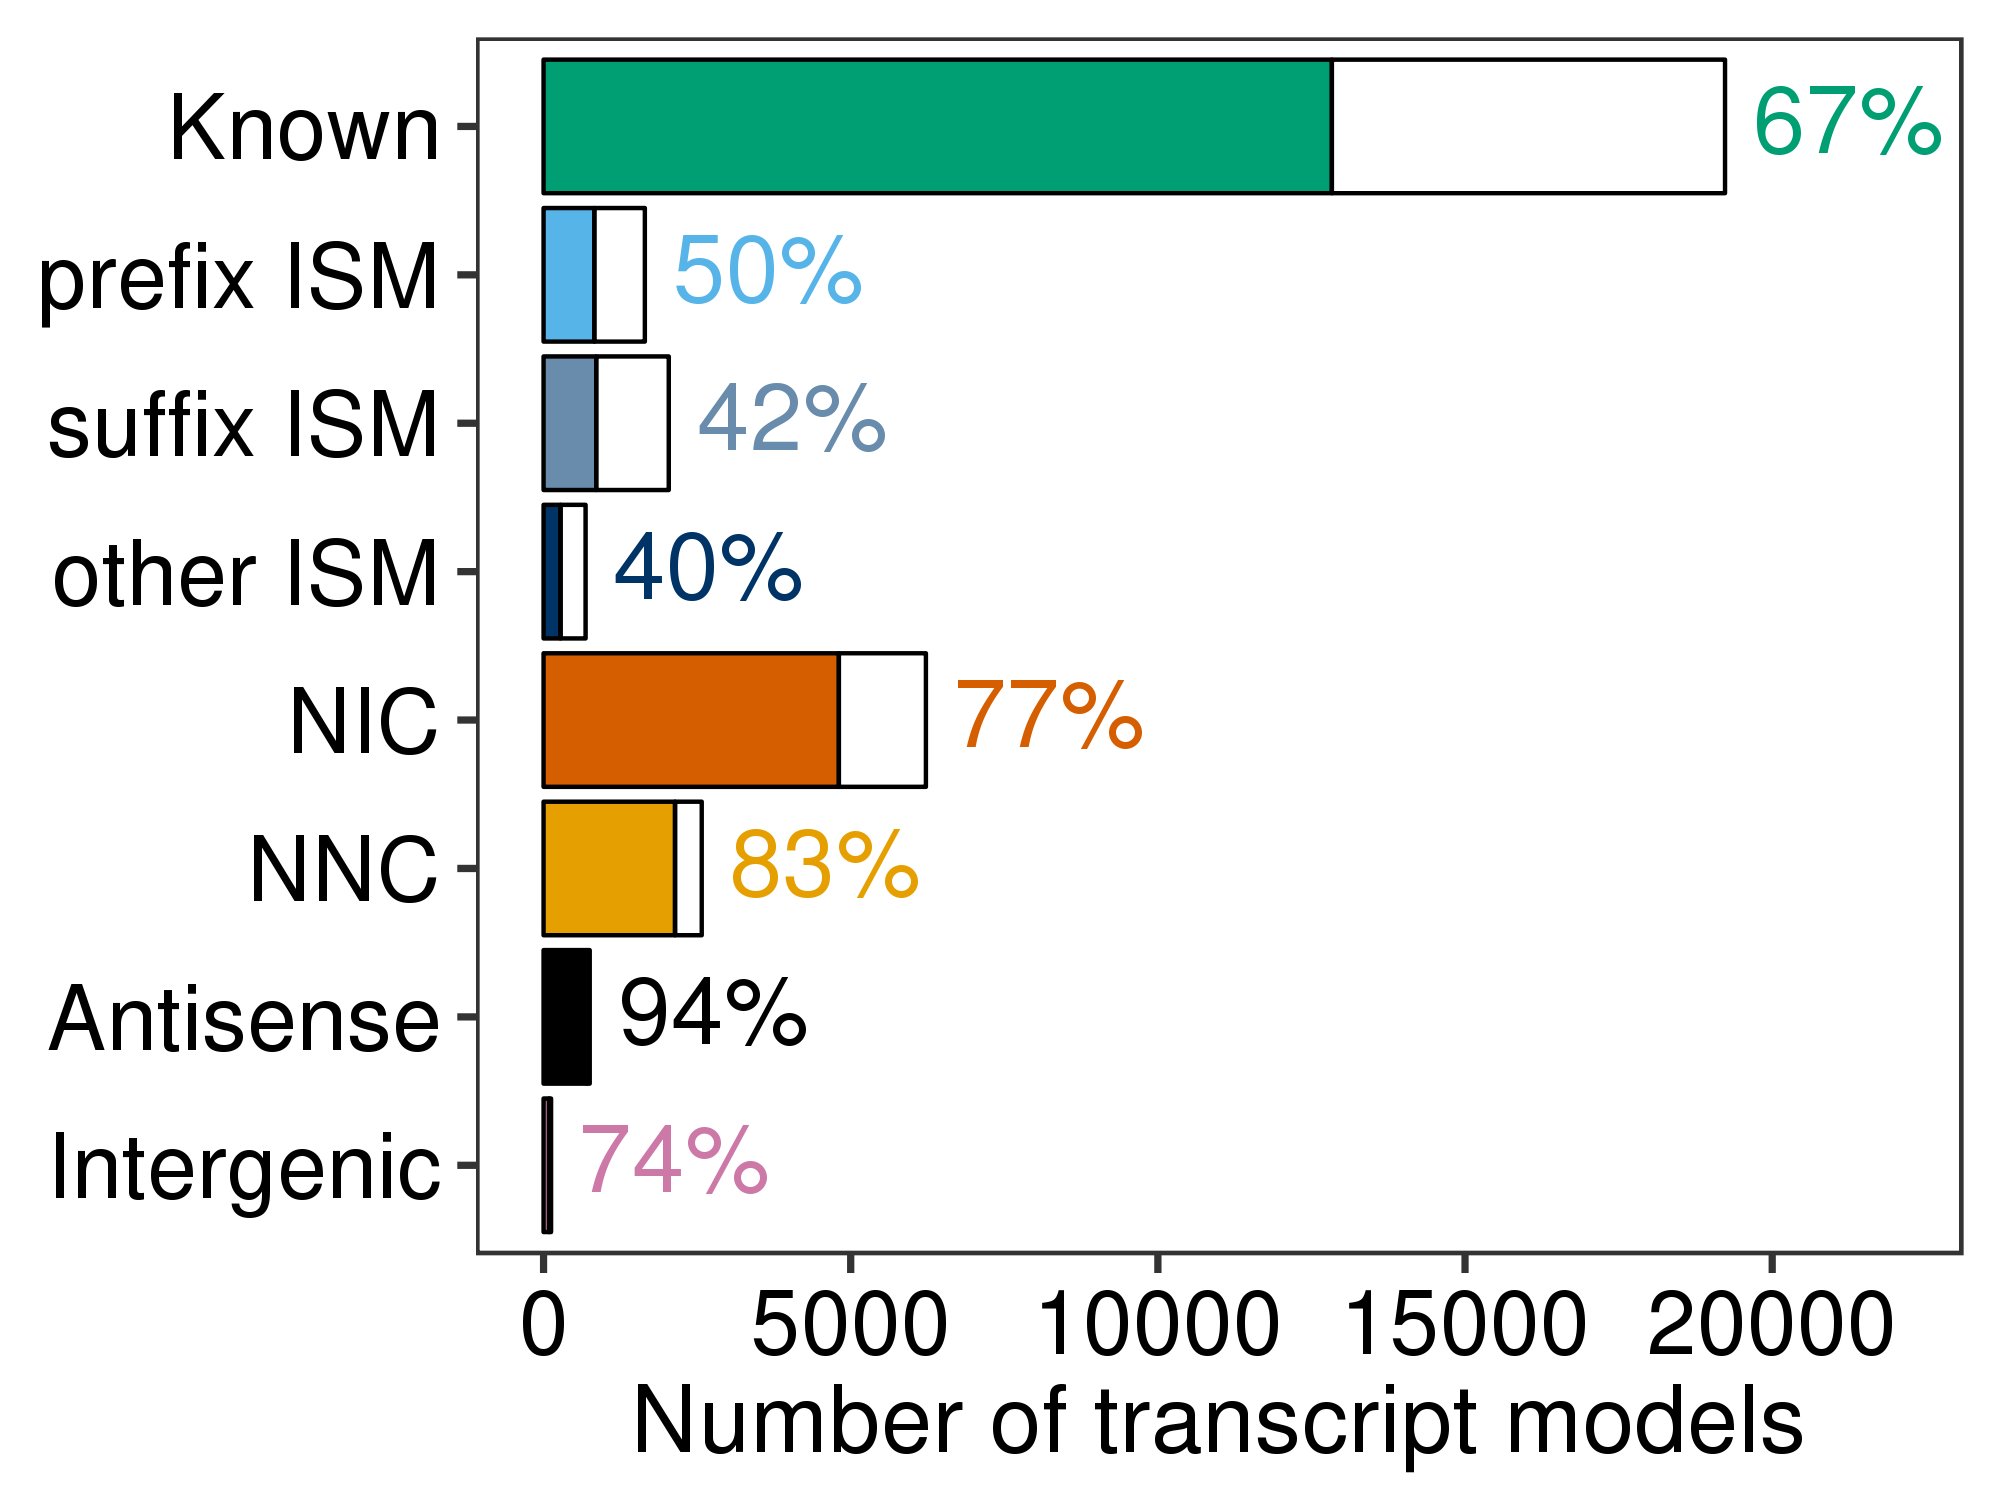 Known 67%
prefix ISM 50%
suffix ISM 42%
other ISM 40%
NIC 77%
NNC 83%
Antisense 94%
Intergenic 74%
0 5000 10000 15000 20000
Number of transcript models